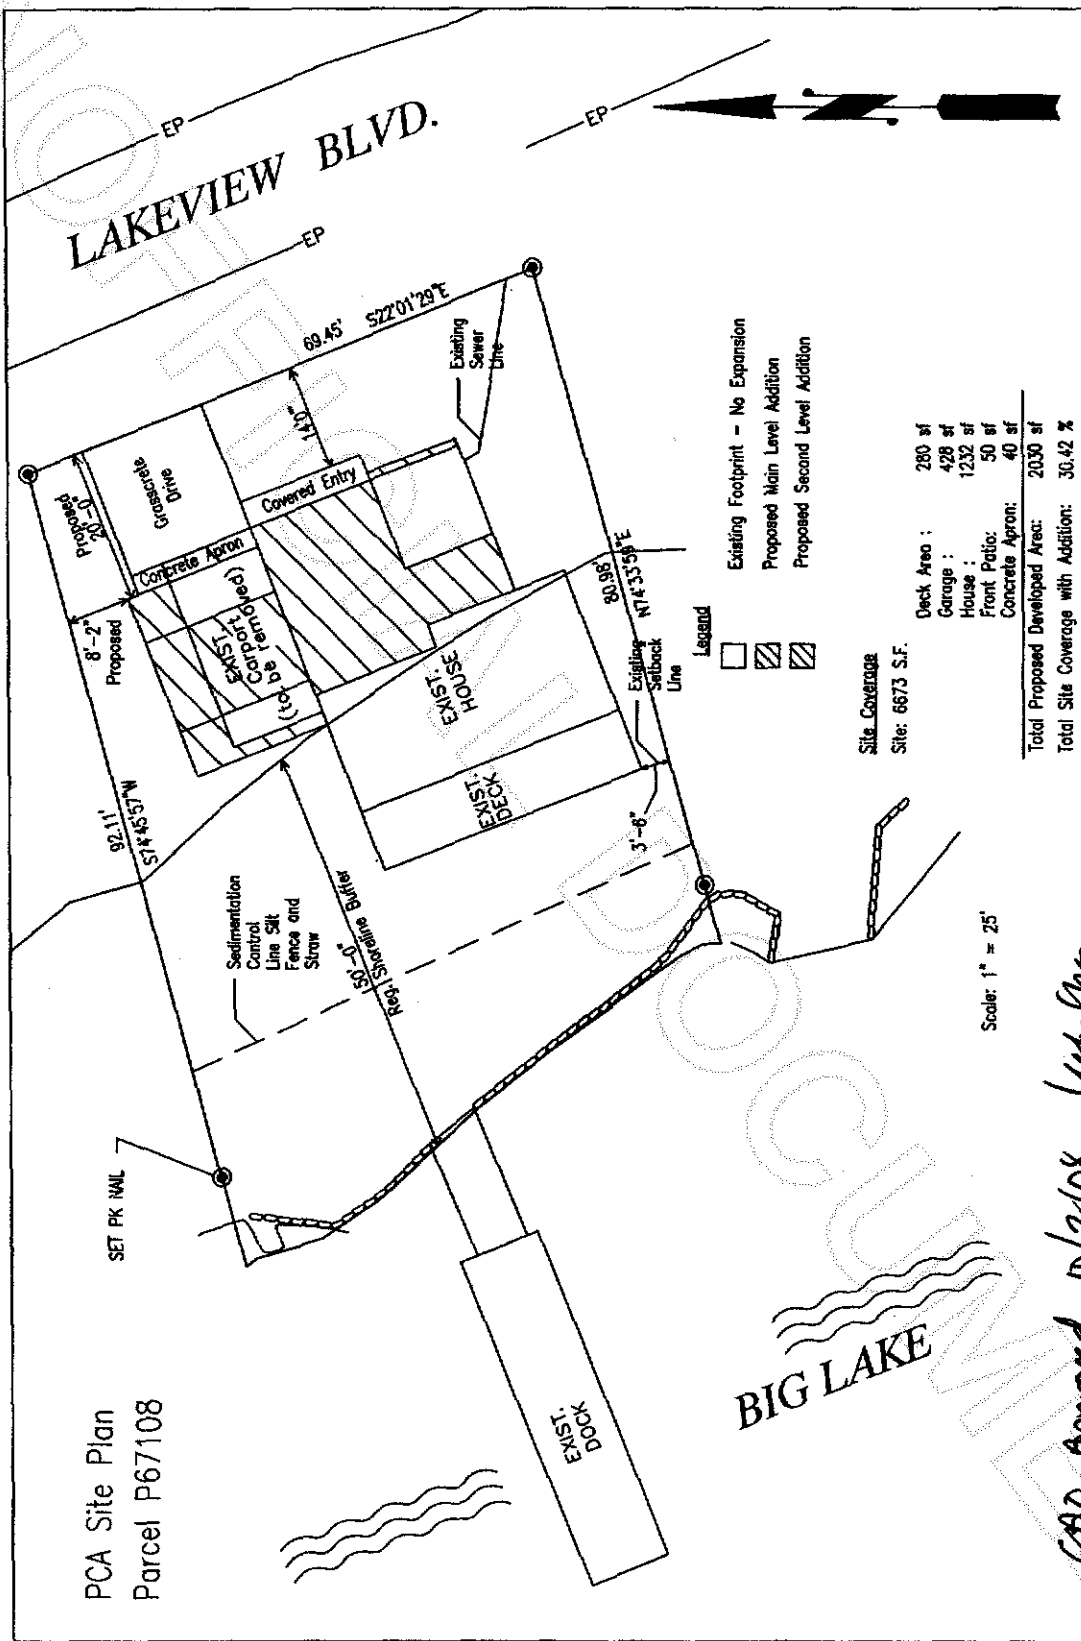 PCA Site Plan
Parcel P67108
SET PK NAIL
92.11'
S74°45'57"W
Sedimentation
Control
Line Silt
Fence and
Straw
50'-0"
Reg. Shoreline Buffer
8'-2"
Proposed
Proposed
20'-0"
Grasscrete
Drive
Concrete Apron
Covered Entry
EXIST.
Carport
(to be removed)
EXIST.
HOUSE
EXIST.
DECK
14'0"
69.45'
S22°01'29"E
Existing
Sewer
Line
EP
EP
EP
LAKEVIEW BLVD.
80.98'
N74°33'59"E
Existing
Setback
Line
3'-6"
EXIST.
DOCK
BIG LAKE
Legend
Existing Footprint - No Expansion
Proposed Main Level Addition
Proposed Second Level Addition
Site Coverage
Site: 6673 S.F.
Deck Area : 280 sf
Garage : 428 sf
House : 1232 sf
Front Patio: 50 sf
Concrete Apron: 40 sf
Total Proposed Developed Area: 2030 sf
Total Site Coverage with Addition: 30.42 %
Scale: 1" = 25'
N